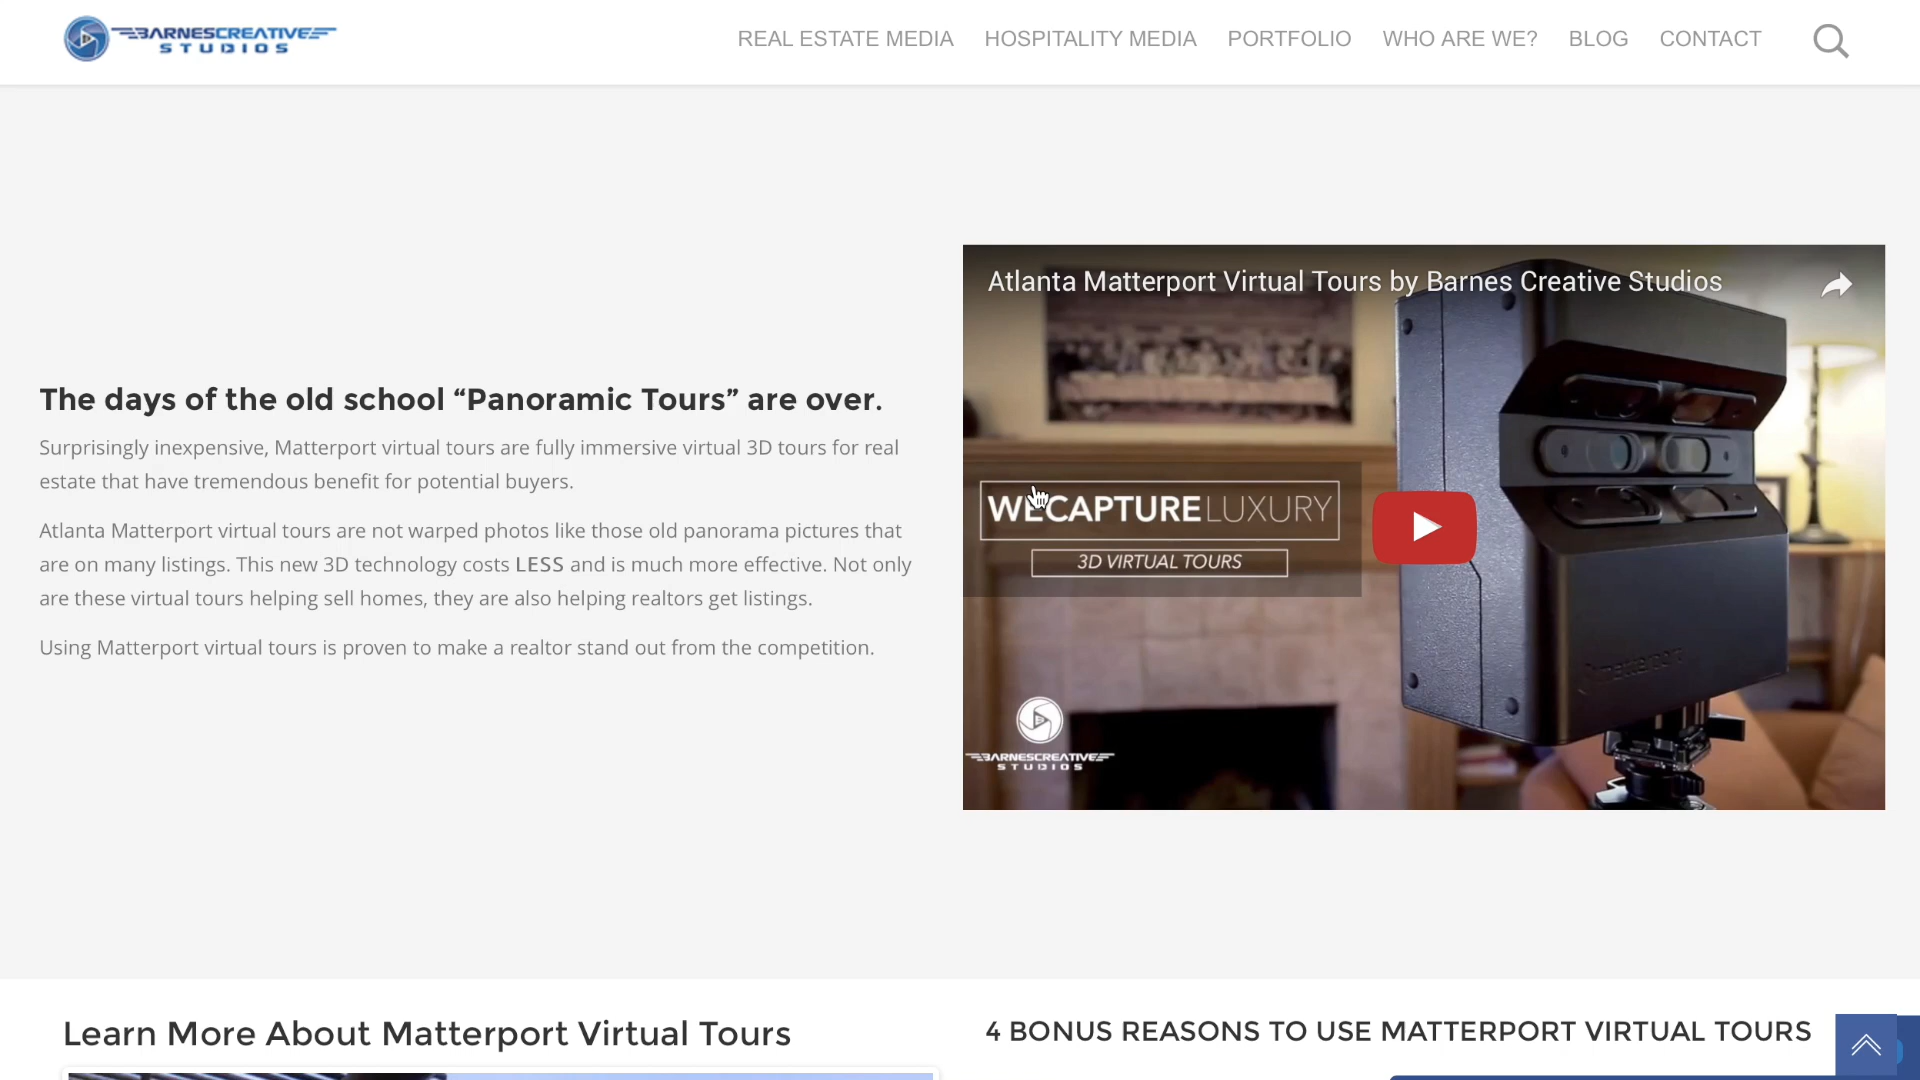 BARNESCREATIVE
STUDIOS
REAL ESTATE MEDIA HOSPITALITY MEDIA PORTFOLIO WHO ARE WE? BLOG CONTACT
The days of the old school “Panoramic Tours” are over.
Surprisingly inexpensive, Matterport virtual tours are fully immersive virtual 3D tours for real
estate that have tremendous benefit for potential buyers.
Atlanta Matterport virtual tours are not warped photos like those old panorama pictures that
are on many listings. This new 3D technology costs LESS and is much more effective. Not only
are these virtual tours helping sell homes, they are also helping realtors get listings.
Using Matterport virtual tours is proven to make a realtor stand out from the competition.
Atlanta Matterport Virtual Tours by Barnes Creative Studios
WECAPTURELUXURY
3D VIRTUAL TOURS
matterport
BARNESCREATIVE
STUDIOS
Learn More About Matterport Virtual Tours
4 BONUS REASONS TO USE MATTERPORT VIRTUAL TOURS